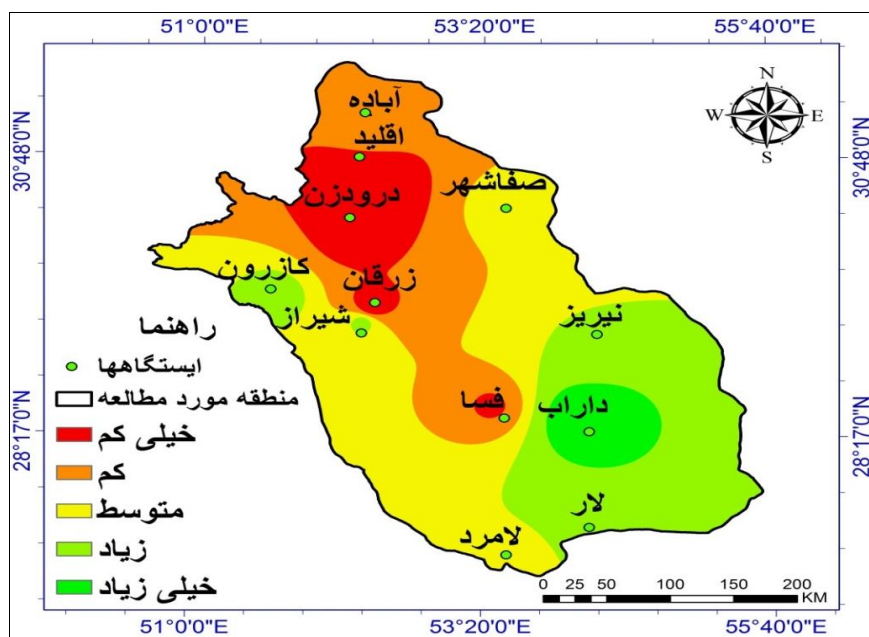 51°0'0"E 53°20'0"E 55°40'0"E
30°48'0"N
28°17'0"N
30°48'0"N
28°17'0"N
N
W E
S
آباده
اقلید
صفاشهر
درودزن
کازرون
زرقان
شیراز
نیریز
فسا
داراب
لار
لامرد
راهنما
ایستگاهها
منطقه مورد مطالعه
خیلی کم
کم
متوسط
زیاد
خیلی زیاد
0 25 50 100 150 200
KM
51°0'0"E 53°20'0"E 55°40'0"E